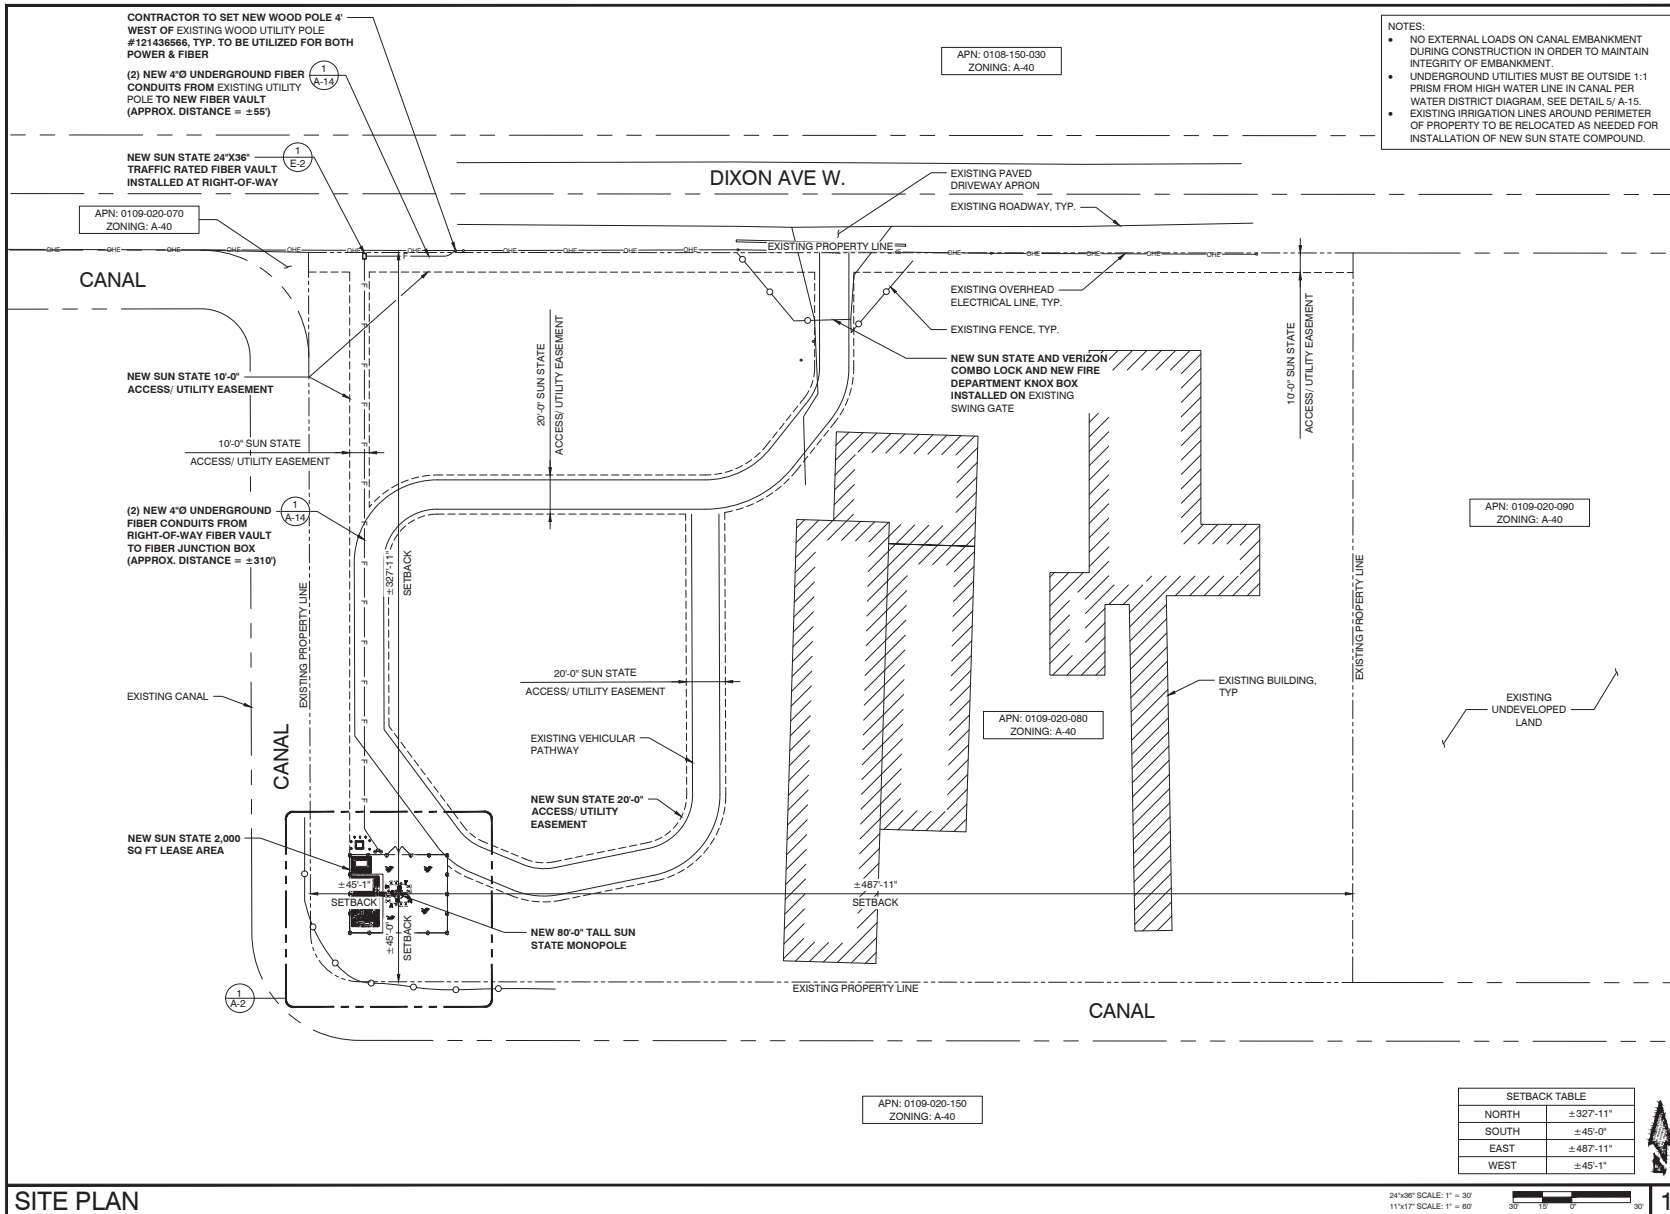 CONTRACTOR TO SET NEW WOOD POLE 4'
WEST OF EXISTING WOOD UTILITY POLE
#121436566, TYP. TO BE UTILIZED FOR BOTH
POWER & FIBER
(2) NEW 4"Ø UNDERGROUND FIBER
CONDUITS FROM EXISTING UTILITY
POLE TO NEW FIBER VAULT
(APPROX. DISTANCE = ±55')
1
A-14
NEW SUN STATE 24"X36"
TRAFFIC RATED FIBER VAULT
INSTALLED AT RIGHT-OF-WAY
1
E-2
APN: 0109-020-070
ZONING: A-40
APN: 0108-150-030
ZONING: A-40
NOTES:
• NO EXTERNAL LOADS ON CANAL EMBANKMENT
DURING CONSTRUCTION IN ORDER TO MAINTAIN
INTEGRITY OF EMBANKMENT.
• UNDERGROUND UTILITIES MUST BE OUTSIDE 1:1
PRISM FROM HIGH WATER LINE IN CANAL PER
WATER DISTRICT DIAGRAM, SEE DETAIL 5/ A-15.
• EXISTING IRRIGATION LINES AROUND PERIMETER
OF PROPERTY TO BE RELOCATED AS NEEDED FOR
INSTALLATION OF NEW SUN STATE COMPOUND.
DIXON AVE W.
EXISTING PAVED
DRIVEWAY APRON
EXISTING ROADWAY, TYP.
OHE OHE OHE OHE OHE OHE OHE OHE OHE OHE OHE OHE OHE OHE OHE OHE
EXISTING PROPERTY LINE
CANAL
EXISTING OVERHEAD
ELECTRICAL LINE, TYP.
EXISTING FENCE, TYP.
NEW SUN STATE AND VERIZON
COMBO LOCK AND NEW FIRE
DEPARTMENT KNOX BOX
INSTALLED ON EXISTING
SWING GATE
10'-0" SUN STATE
ACCESS/ UTILITY EASEMENT
20'-0" SUN STATE
ACCESS/ UTILITY EASEMENT
NEW SUN STATE 10'-0"
ACCESS/ UTILITY EASEMENT
10'-0" SUN STATE
ACCESS/ UTILITY EASEMENT
(2) NEW 4"Ø UNDERGROUND
FIBER CONDUITS FROM
RIGHT-OF-WAY FIBER VAULT
TO FIBER JUNCTION BOX
(APPROX. DISTANCE = ±310')
1
A-14
F F F F F F F F F F F F F F F
±327'-11"
SETBACK
EXISTING PROPERTY LINE
APN: 0109-020-090
ZONING: A-40
EXISTING PROPERTY LINE
20'-0" SUN STATE
ACCESS/ UTILITY EASEMENT
EXISTING BUILDING,
TYP
EXISTING CANAL
CANAL
APN: 0109-020-080
ZONING: A-40
EXISTING
UNDEVELOPED
LAND
EXISTING VEHICULAR
PATHWAY
NEW SUN STATE 20'-0"
ACCESS/ UTILITY
EASEMENT
NEW SUN STATE 2,000
SQ FT LEASE AREA
±45'-1"
SETBACK
±487'-11"
SETBACK
±45'-0"
SETBACK
NEW 80'-0" TALL SUN
STATE MONOPOLE
1
A-2
EXISTING PROPERTY LINE
CANAL
APN: 0109-020-150
ZONING: A-40
SETBACK TABLE
NORTH ±327'-11"
SOUTH ±45'-0"
EAST ±487'-11"
WEST ±45'-1"
SITE PLAN
24"x36" SCALE: 1" = 30'
11"x17" SCALE: 1" = 60'
30' 15' 0" 30'
1